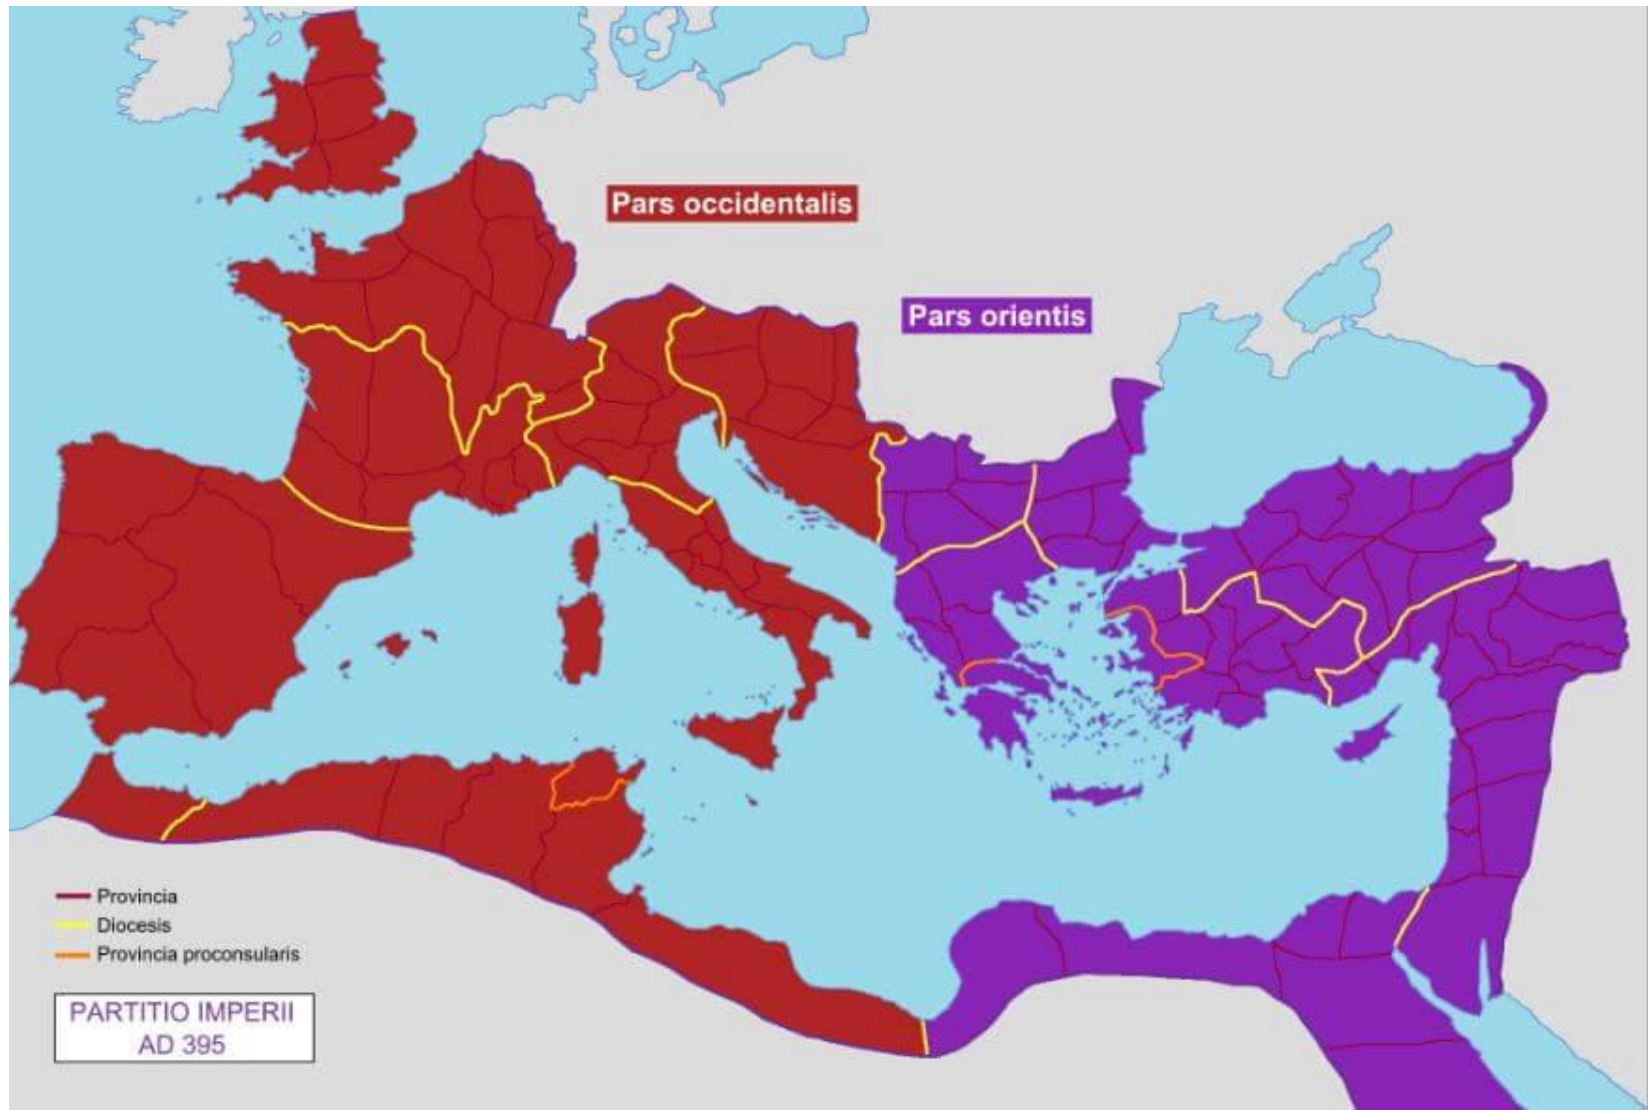 Pars occidentalis
Pars orientis
Provincia
Diocesis
Provincia proconsularis
PARTITIO IMPERII
AD 395